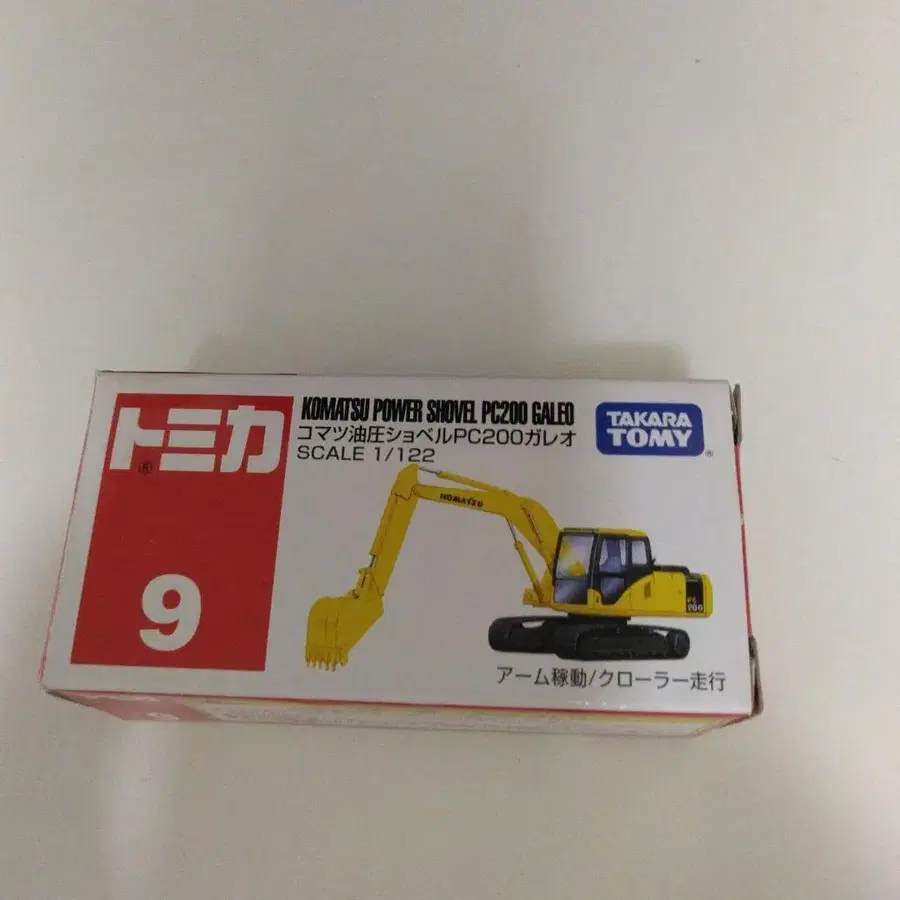 トミカ
9
KOMATSU POWER SHOVEL PC200 GALEO
コマツ油圧ショベルPC200ガレオ
SCALE 1/122
TAKARA
TOMY
KOMATSU
PC
200
アーム稼動/クローラー走行